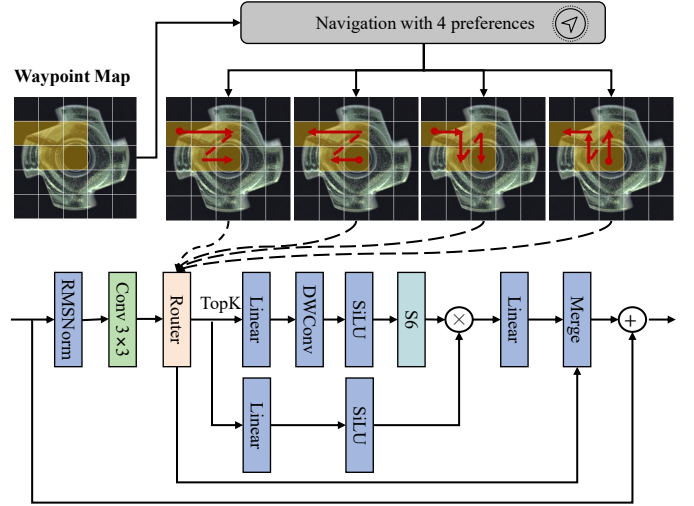 Navigation with 4 preferences
Waypoint Map
RMSNorm
Conv 3×3
Router
TopK
Linear
DWConv
SiLU
S6
×
Linear
Merge
+
Linear
SiLU